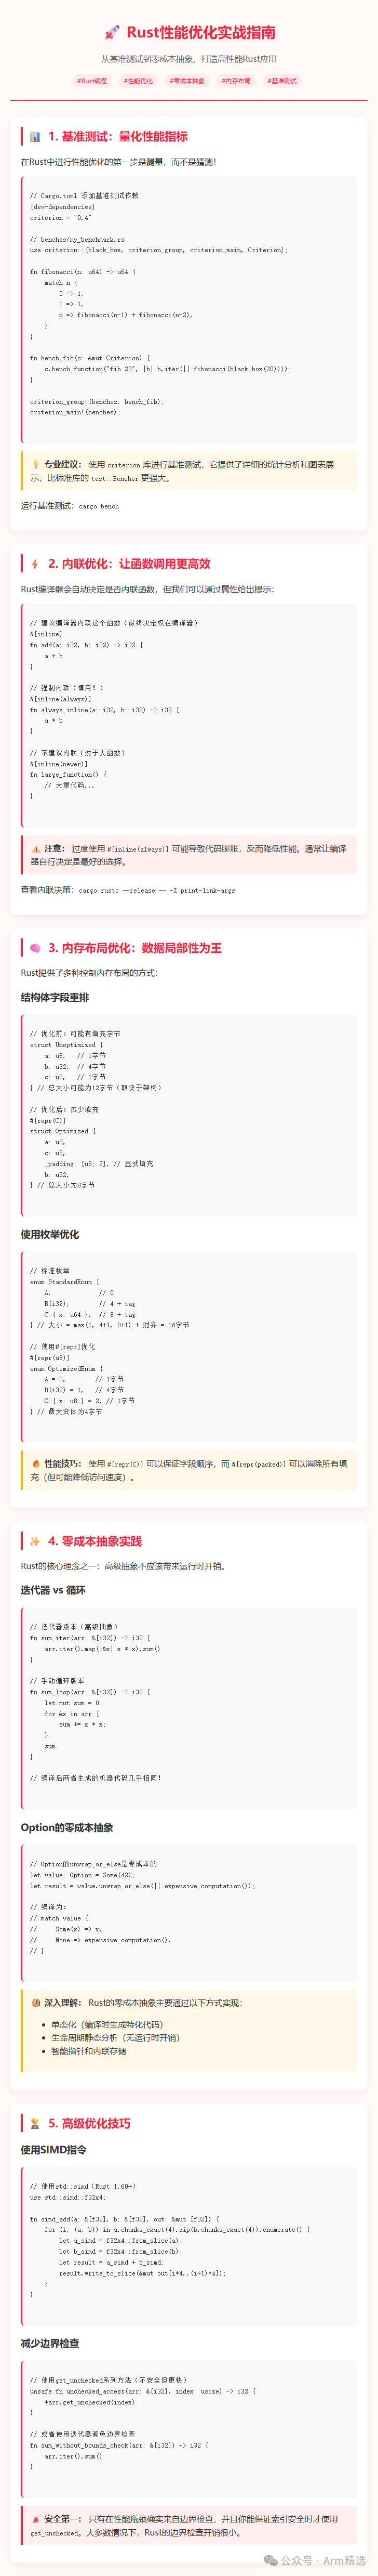 🚀 Rust性能优化实战指南
从基准测试到零成本抽象，打造高性能Rust应用
#Rust编程 #性能优化 #零成本抽象 #内存布局 #基准测试
📊 1. 基准测试：量化性能指标
在Rust中进行性能优化的第一步是测量，而不是猜测！
// Cargo.toml 添加基准测试依赖
[dev-dependencies]
criterion = "0.4"
// benches/my_benchmark.rs
use criterion::{black_box, criterion_group, criterion_main, Criterion};
fn fibonacci(n: u64) -> u64 {
    match n {
        0 => 1,
        1 => 1,
        n => fibonacci(n-1) + fibonacci(n-2),
    }
}
fn bench_fib(c: &mut Criterion) {
    c.bench_function("fib 20", |b| b.iter(|| fibonacci(black_box(20))));
}
criterion_group!(benches, bench_fib);
criterion_main!(benches);
💡 专业建议： 使用 criterion 库进行基准测试，它提供了详细的统计分析和图表展
示，比标准库的 test::Bencher 更强大。
运行基准测试：cargo bench
⚡ 2. 内联优化：让函数调用更高效
Rust编译器会自动决定是否内联函数，但我们可以通过属性给出提示：
// 建议编译器内联这个函数（最终决定权在编译器）
#[inline]
fn add(a: i32, b: i32) -> i32 {
    a + b
}
// 强制内联（慎用！）
#[inline(always)]
fn always_inline(a: i32, b: i32) -> i32 {
    a * b
}
// 不建议内联（对于大函数）
#[inline(never)]
fn large_function() {
    // 大量代码...
}
⚠️ 注意： 过度使用 #[inline(always)] 可能导致代码膨胀，反而降低性能。通常让编译
器自行决定是最好的选择。
查看内联决策：cargo rustc --release -- -Z print-link-args
🧠 3. 内存布局优化：数据局部性为王
Rust提供了多种控制内存布局的方式：
结构体字段重排
// 优化前：可能有填充字节
struct Unoptimized {
    a: u8,   // 1字节
    b: u32,  // 4字节
    c: u8,   // 1字节
} // 总大小可能为12字节（取决于架构）
// 优化后：减少填充
#[repr(C)]
struct Optimized {
    a: u8,
    c: u8,
    _padding: [u8; 2], // 显式填充
    b: u32,
} // 总大小为8字节
使用枚举优化
// 标准枚举
enum StandardEnum {
    A,            // 0
    B(i32),       // 4 + tag
    C { x: u64 },  // 8 + tag
} // 大小 = max(1, 4+1, 8+1) + 对齐 = 16字节
// 使用#[repr]优化
#[repr(u8)]
enum OptimizedEnum {
    A = 0,       // 1字节
    B(i32) = 1,   // 4字节
    C { x: u8 } = 2, // 1字节
} // 最大变体为4字节
🔥 性能技巧： 使用 #[repr(C)] 可以保证字段顺序，而 #[repr(packed)] 可以消除所有填
充（但可能降低访问速度）。
✨ 4. 零成本抽象实践
Rust的核心理念之一：高级抽象不应该带来运行时开销。
迭代器 vs 循环
// 迭代器版本（高级抽象）
fn sum_iter(arr: &[i32]) -> i32 {
    arr.iter().map(|&x| x * x).sum()
}
// 手动循环版本
fn sum_loop(arr: &[i32]) -> i32 {
    let mut sum = 0;
    for &x in arr {
        sum += x * x;
    }
    sum
}
// 编译后两者生成的机器代码几乎相同！
Option的零成本抽象
// Option的unwrap_or_else是零成本的
let value: Option = Some(42);
let result = value.unwrap_or_else(|| expensive_computation());
// 编译为：
// match value {
//     Some(x) => x,
//     None => expensive_computation(),
// }
🧐 深入理解： Rust的零成本抽象主要通过以下方式实现：
• 单态化（编译时生成特化代码）
• 生命周期静态分析（无运行时开销）
• 智能指针和内联存储
5. 高级优化技巧
使用SIMD指令
// 使用std::simd（Rust 1.60+）
use std::simd::f32x4;
fn simd_add(a: &[f32], b: &[f32], out: &mut [f32]) {
    for (i, (a, b)) in a.chunks_exact(4).zip(b.chunks_exact(4)).enumerate() {
        let a_simd = f32x4::from_slice(a);
        let b_simd = f32x4::from_slice(b);
        let result = a_simd + b_simd;
        result.write_to_slice(&mut out[i*4..(i+1)*4]);
    }
}
减少边界检查
// 使用get_unchecked系列方法（不安全但更快）
unsafe fn unchecked_access(arr: &[i32], index: usize) -> i32 {
    *arr.get_unchecked(index)
}
// 或者使用迭代器避免边界检查
fn sum_without_bounds_check(arr: &[i32]) -> i32 {
    arr.iter().sum()
}
安全第一： 只有在性能瓶颈确实来自边界检查，并且你能保证索引安全时才使用
get_unchecked。大多数情况下，Rust的边界检查开销很小。
公众号 · Arm精选